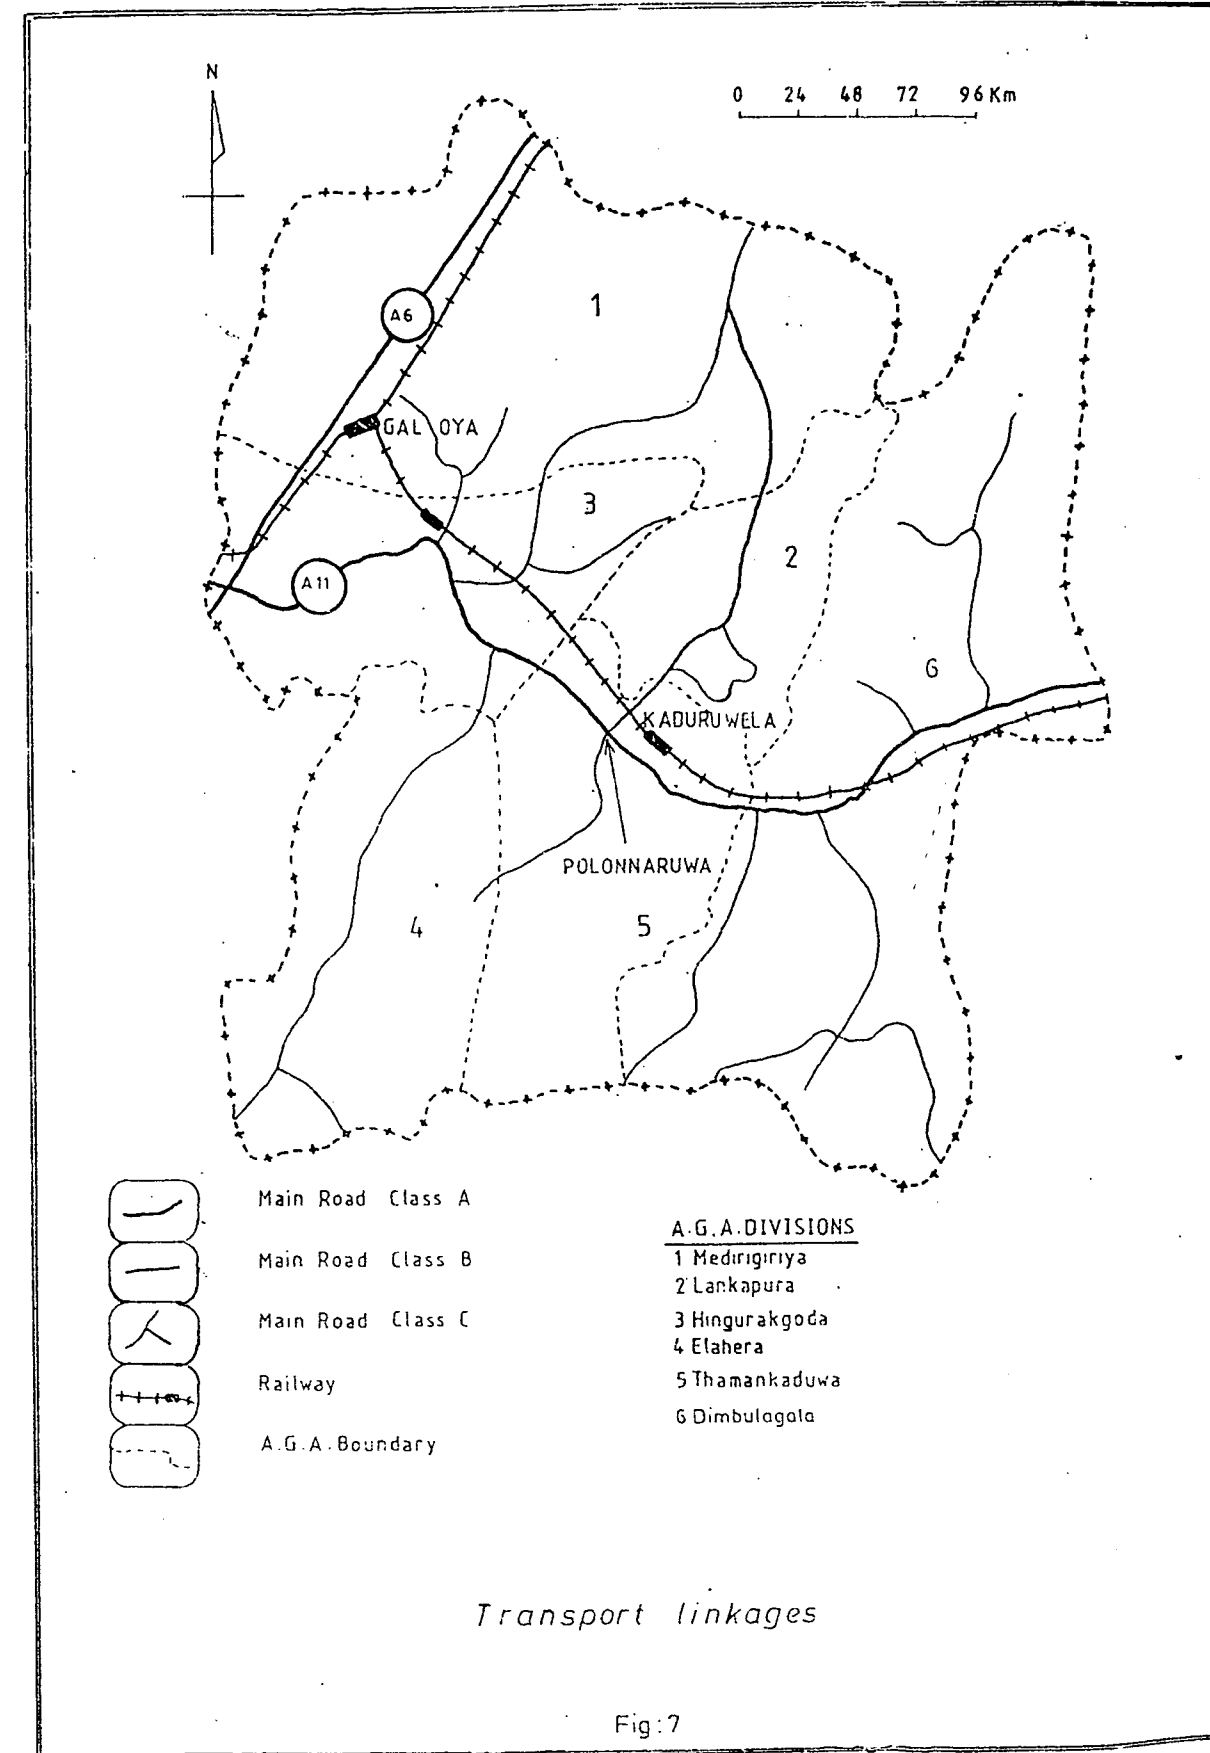 N
0 24 48 72 96 Km
A6
1
GAL OYA
3
2
A11
6
KADURUWELA
POLONNARUWA
4
5
Main Road Class A
Main Road Class B
Main Road Class C
Railway
A.G.A. Boundary
A.G.A. DIVISIONS
1 Medirigiriya
2 Lankapura
3 Hingurakgoda
4 Elahera
5 Thamankaduwa
6 Dimbulagala
Transport linkages
Fig:7